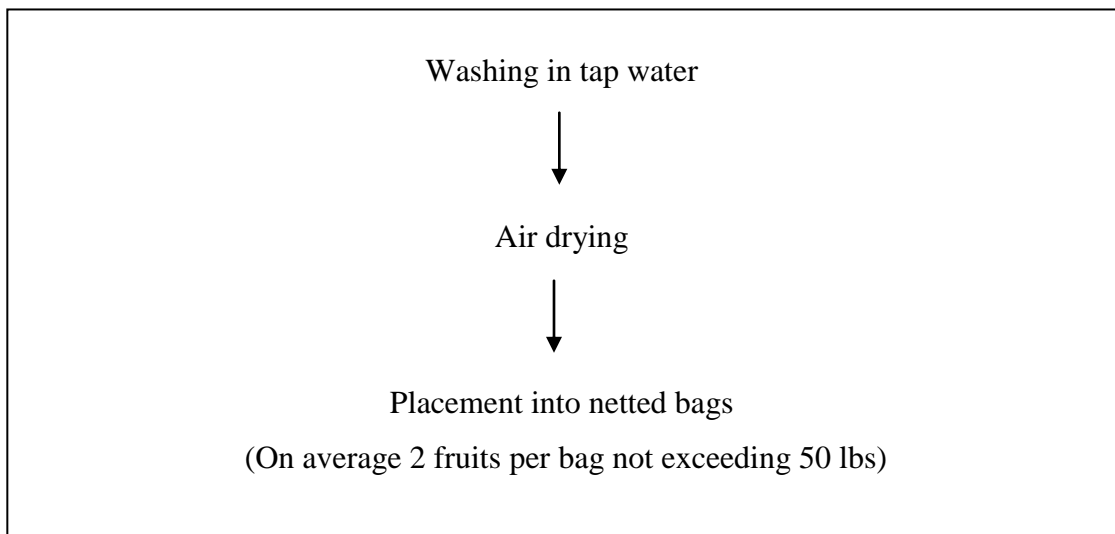 Washing in tap water
Air drying
Placement into netted bags
(On average 2 fruits per bag not exceeding 50 lbs)